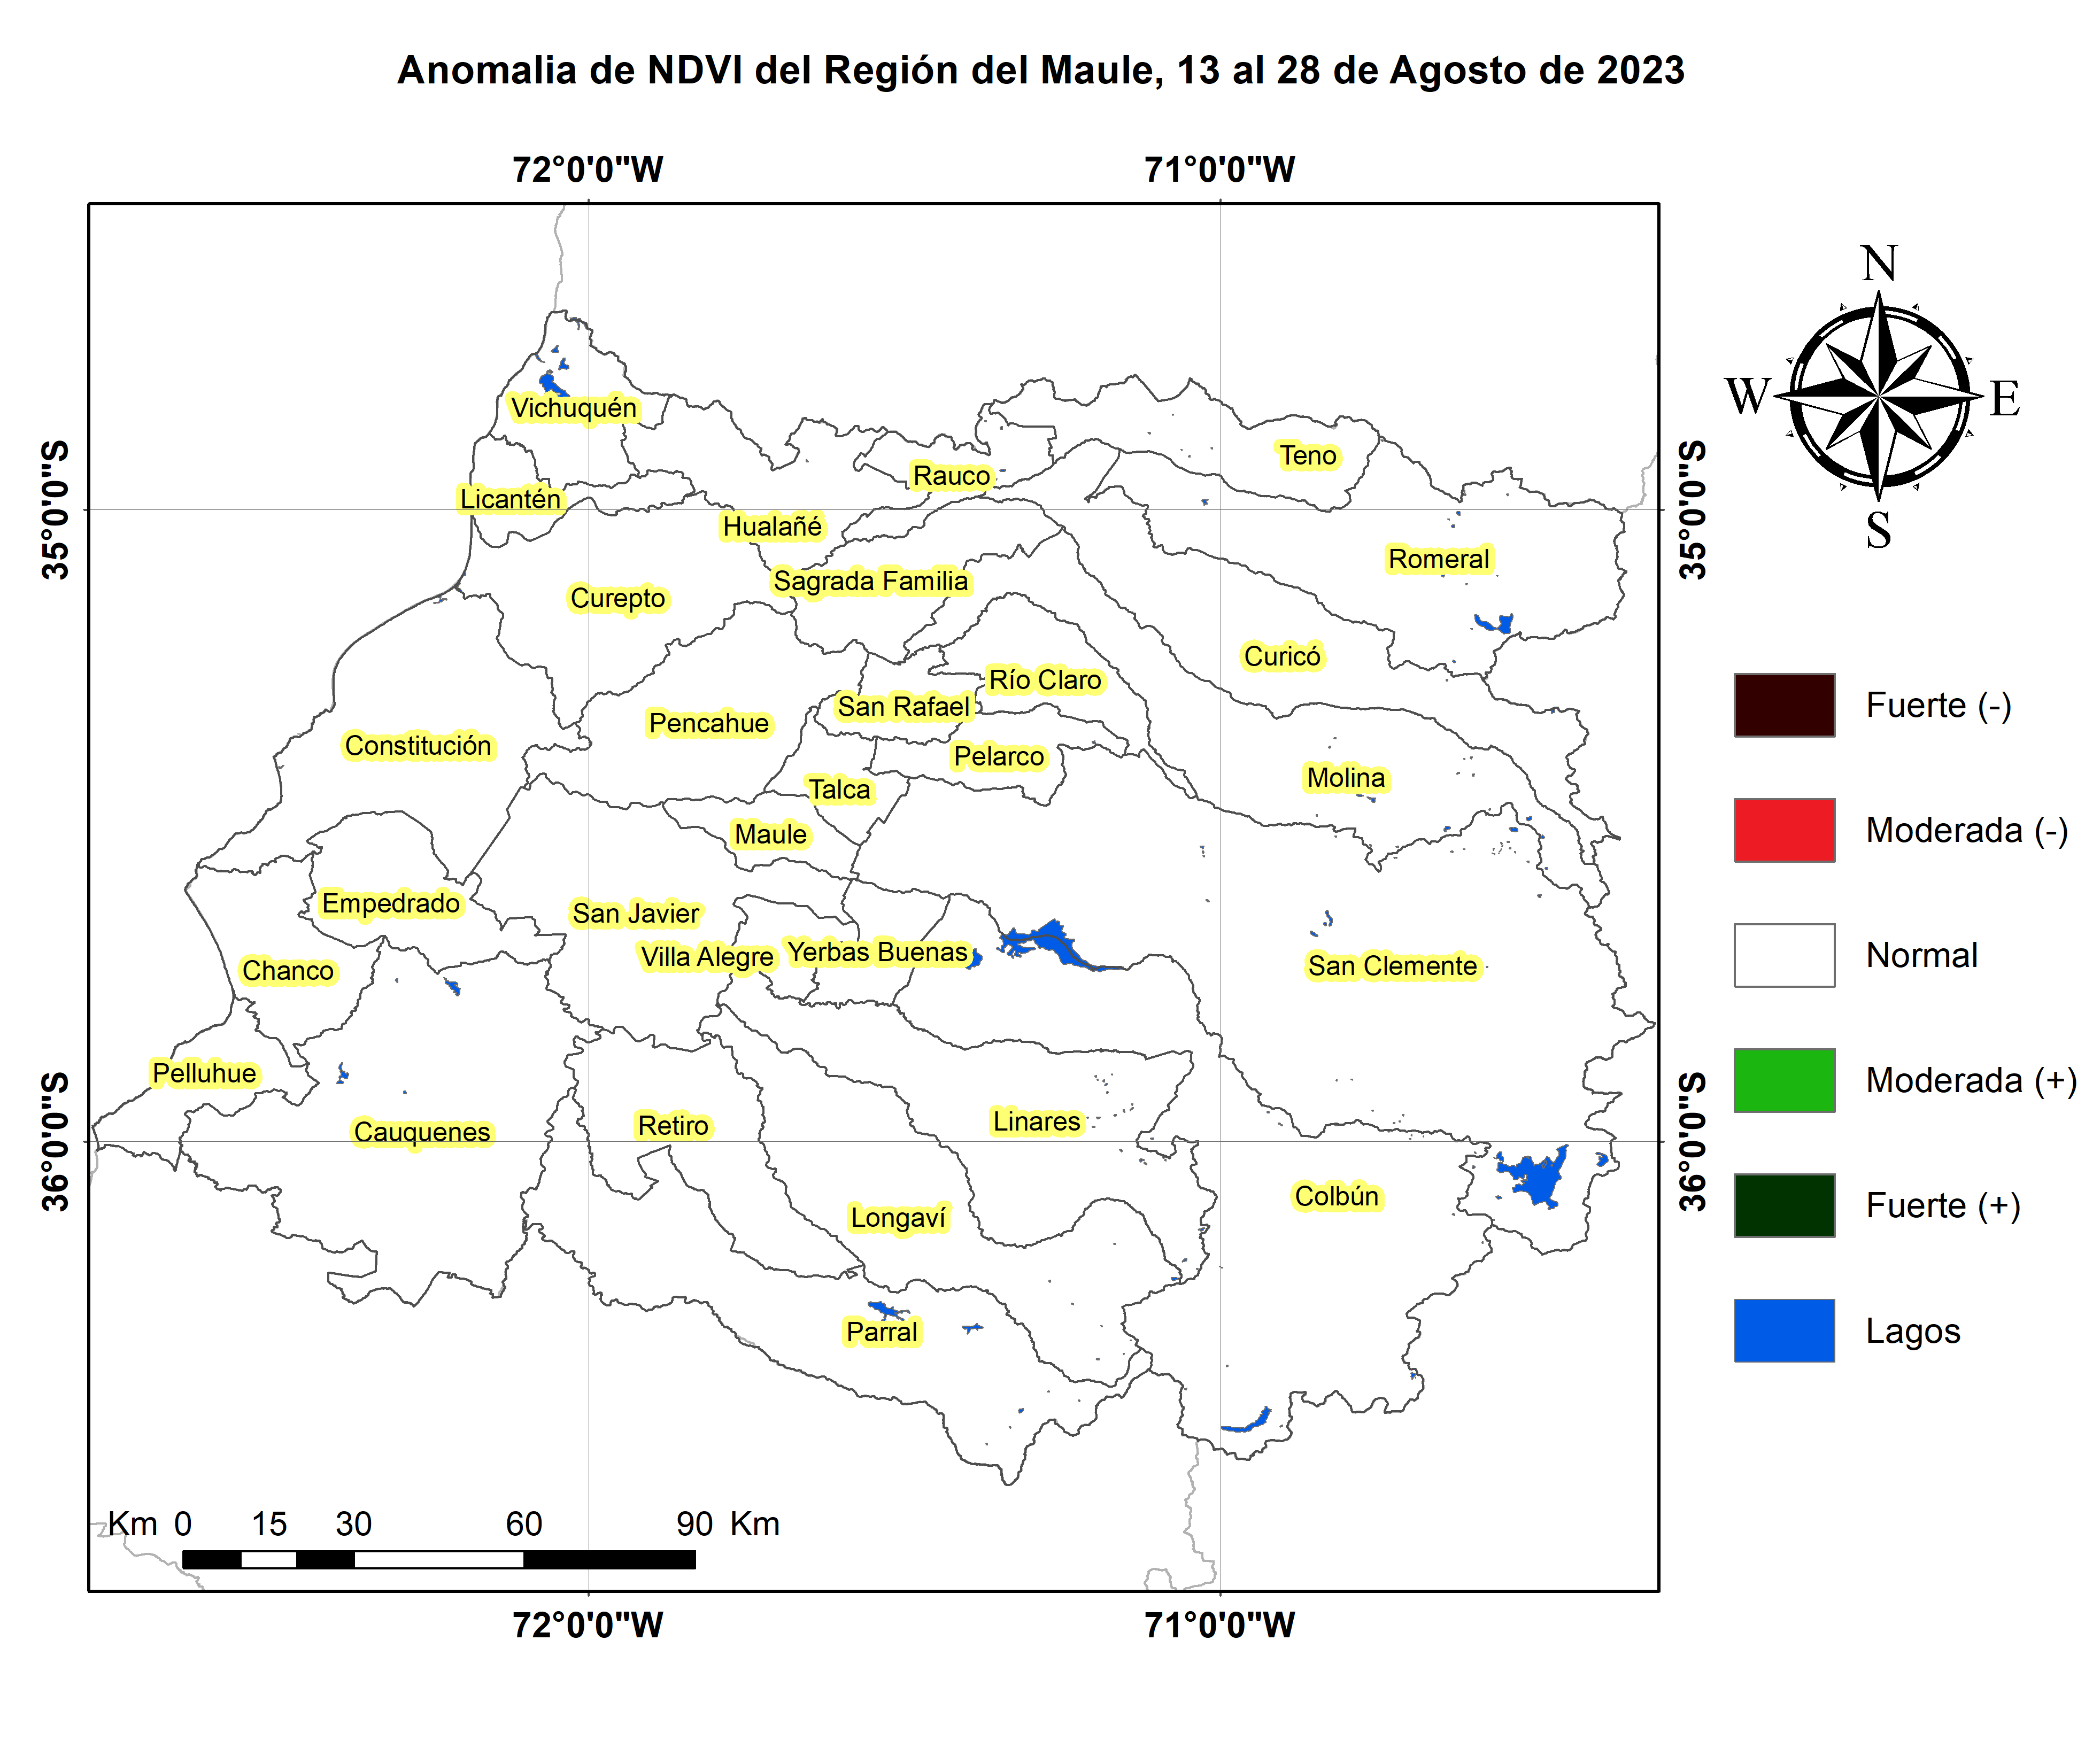 Anomalia de NDVI del Región del Maule, 13 al 28 de Agosto de 2023
72°0'0"W 71°0'0"W
N
W E
S
35°0'0"S 35°0'0"S
36°0'0"S 36°0'0"S
Vichuquén
Teno
Rauco
Licantén
Hualañé
Romeral
Sagrada Familia
Curepto
Curicó
Río Claro
San Rafael
Pencahue
Constitución
Pelarco
Molina
Talca
Maule
Empedrado
San Javier
Yerbas Buenas
Villa Alegre
San Clemente
Chanco
Pelluhue
Linares
Retiro
Cauquenes
Colbún
Longaví
Parral
Fuerte (-)
Moderada (-)
Normal
Moderada (+)
Fuerte (+)
Lagos
Km 0 15 30 60 90 Km
72°0'0"W 71°0'0"W